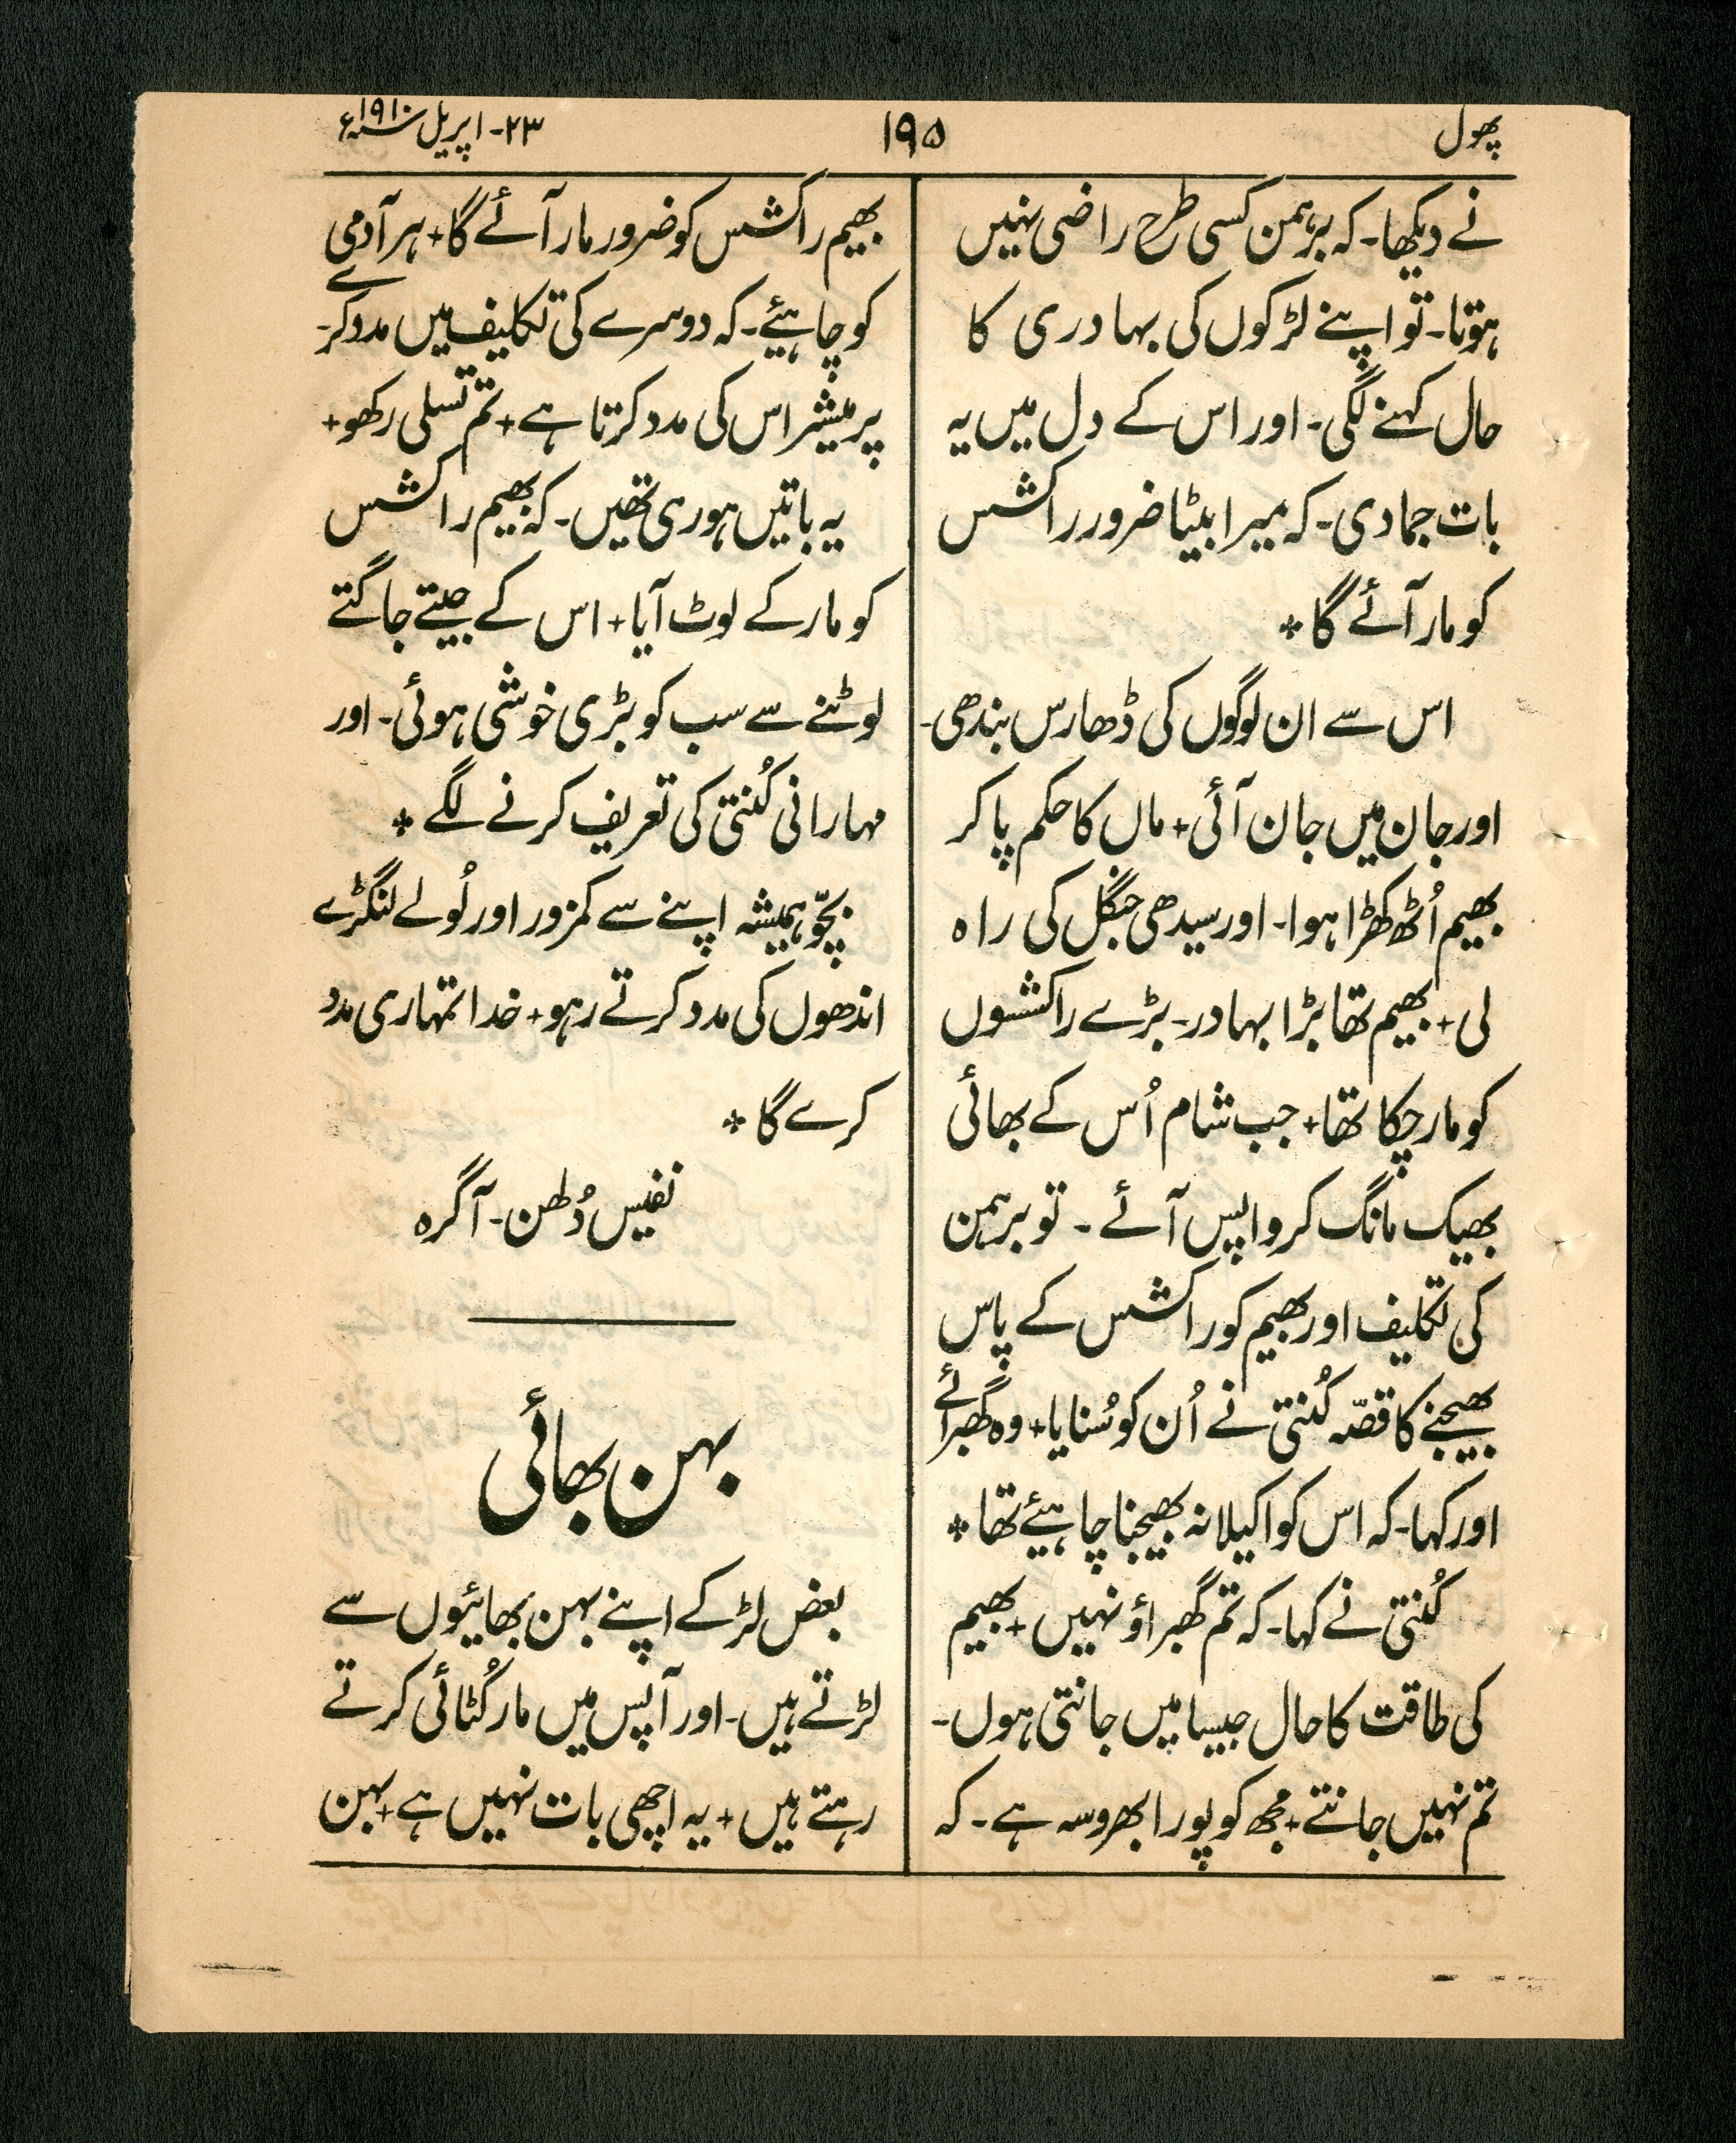 پھول
۱۹۵
۲۳- اپریل سنہ ۱۹۱۰ء
نے دیکھا۔ کہ برہمن کسی طرح راضی نہیں
ہوتا۔ تو اپنے لڑکوں کی بہادری کا
حال کہنے لگی۔ اور اس کے دل میں یہ
بات جمادی۔ کہ میرا بیٹا ضرور راکشس
کو مار آئے گا ٭
اس سے ان لوگوں کی ڈھارس بندھی۔
اور جان میں جان آئی+ ماں کا حکم پا کر
بھیم اُٹھ کھڑا ہوا۔ اور سیدھی جنگل کی راہ
لی+ بھیم تھا بڑا بہادر۔ بڑے راکشسوں
کو مار چکا تھا+ جب شام اُس کے بھائی
بھیک مانگ کر واپس آئے ۔ تو برہمن
کی تکلیف اور بھیم کو راکشس کے پاس
بھیجنے کا قصّہ کُنتی نے اُن کو سُنایا+ وہ گھبرائے
اور کہا۔ کہ اس کو اکیلا نہ بھیجنا چاہیئے تھا ٭
کُنتی نے کہا۔ کہ تم گھبراؤ نہیں+ بھیم
کی طاقت کا حال جیسا میں جانتی ہوں۔
تم نہیں جانتے+ مجھ کو پورا بھروسہ ہے۔ کہ
بھیم راکشس کو ضرور مار آئے گا+ ہر آدمی
کو چاہیئے۔ کہ دوسرے کی تکلیف میں مدد کرے۔
پرمیشر اس کی مدد کرتا ہے+ تم تسلی رکھو+
یہ باتیں ہو رہی تھیں۔ کہ بھیم راکشس
کو مار کے لوٹ آیا+ اس کے جیتے جاگتے
لوٹنے سے سب کو بڑی خوشی ہوئی۔ اور
مہارانی کُنتی کی تعریف کرنے لگے ٭
بچّو ہمیشہ اپنے سے کمزور اور لُولے لنگڑے
اندھوں کی مدد کرتے رہو+ خدا تمہاری مدد
کرے گا ٭
نفیس دُلھن۔ آگرہ
بہن بھائی
بعض لڑکے اپنے بہن بھائیوں سے
لڑتے ہیں۔ اور آپس میں مار کُٹائی کرتے
رہتے ہیں+ یہ اچھی بات نہیں ہے+ بہن